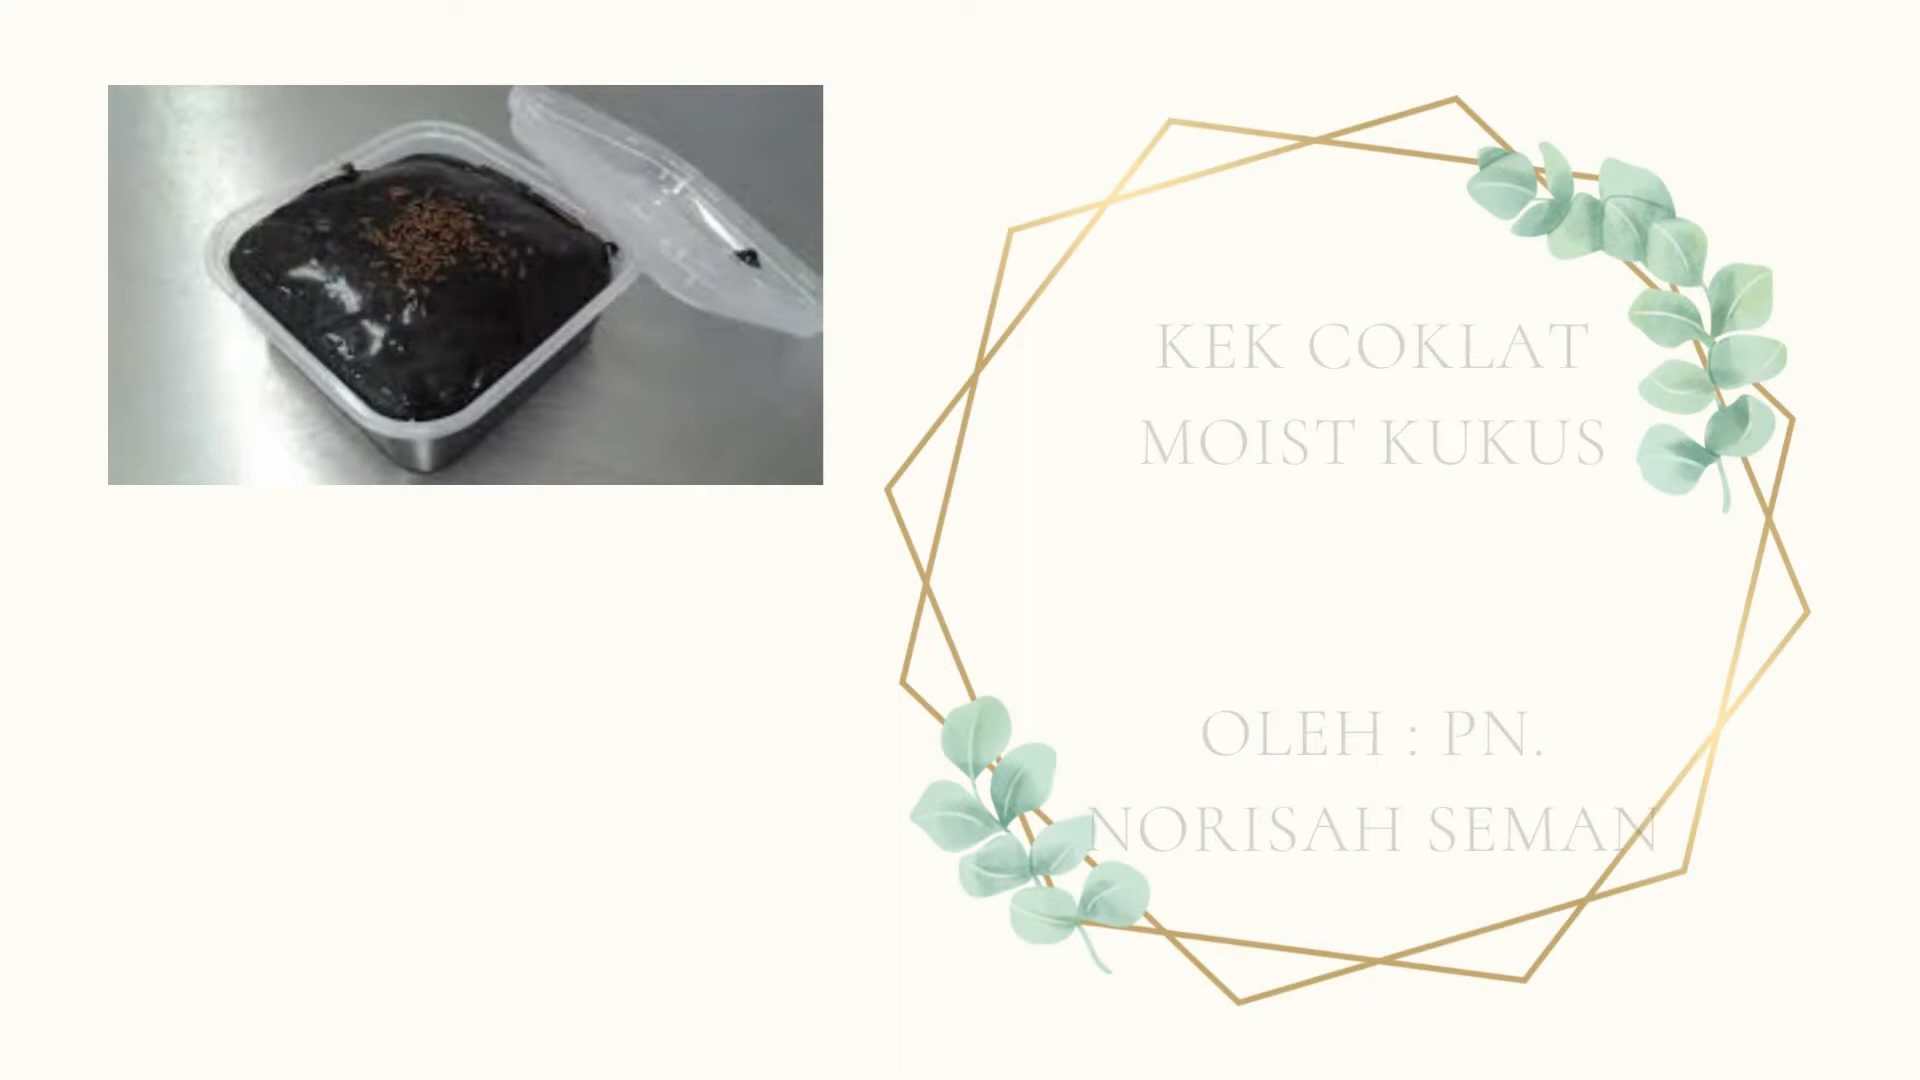 KEK COKLAT
MOIST KUKUS
OLEH : PN.
NORISAH SEMAN